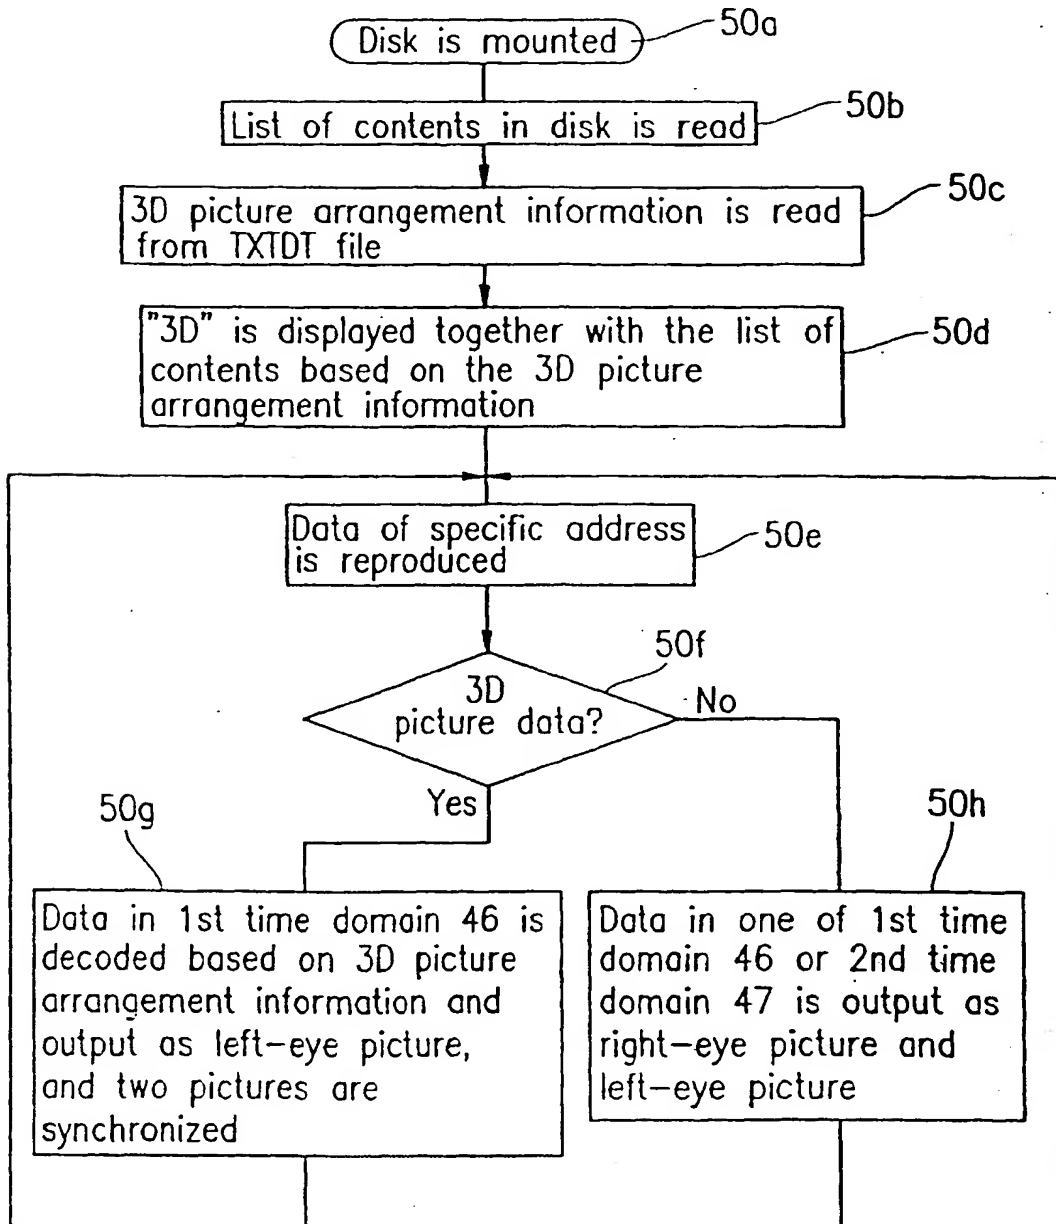 Disk is mounted
50a
List of contents in disk is read
50b
3D picture arrangement information is read
from TXTDT file
50c
"3D" is displayed together with the list of
contents based on the 3D picture
arrangement information
50d
Data of specific address
is reproduced
50e
50f
3D
picture data?
No
Yes
50g
50h
Data in 1st time domain 46 is
decoded based on 3D picture
arrangement information and
output as left-eye picture,
and two pictures are
synchronized
Data in one of 1st time
domain 46 or 2nd time
domain 47 is output as
right-eye picture and
left-eye picture